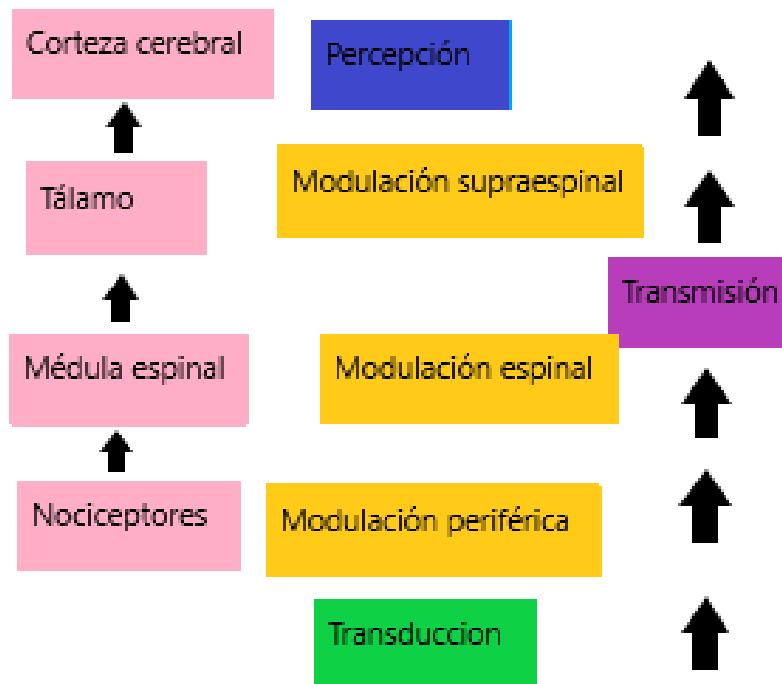 Corteza cerebral
Percepción
Tálamo
Modulación supraespinal
Transmisión
Médula espinal
Modulación espinal
Nociceptores
Modulación periférica
Transduccion